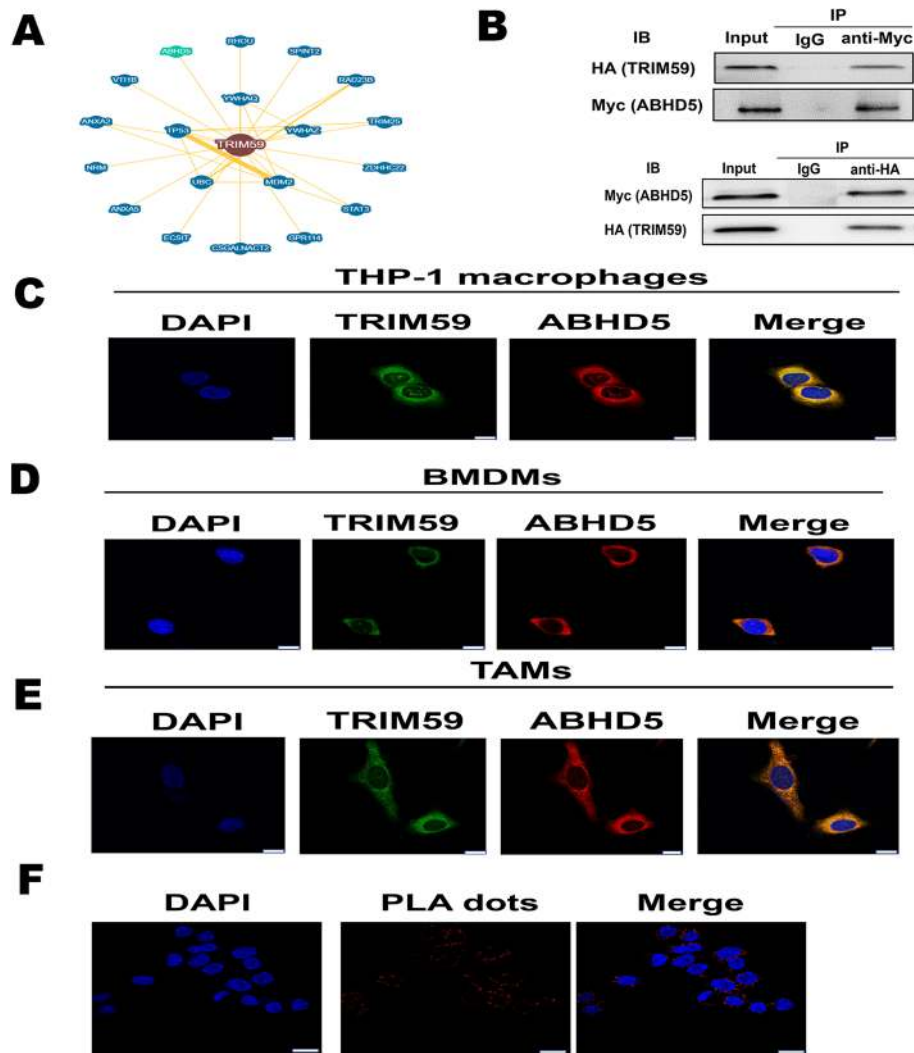 A
ABHD5
RHOU
SPINT2
VTI1B
YWHAQ
RAD23B
ANXA2
TP53
YWHAZ
TRIM25
TRIM59
NRM
ZDHHC22
UBC
MDM2
ANXA5
STAT3
ECSIT
CSGALNACT2
GPR114
B
IP
IB Input IgG anti-Myc
HA (TRIM59)
Myc (ABHD5)
IP
IB Input IgG anti-HA
Myc (ABHD5)
HA (TRIM59)
C
THP-1 macrophages
DAPI TRIM59 ABHD5 Merge
D
BMDMs
DAPI TRIM59 ABHD5 Merge
E
TAMs
DAPI TRIM59 ABHD5 Merge
F
DAPI PLA dots Merge